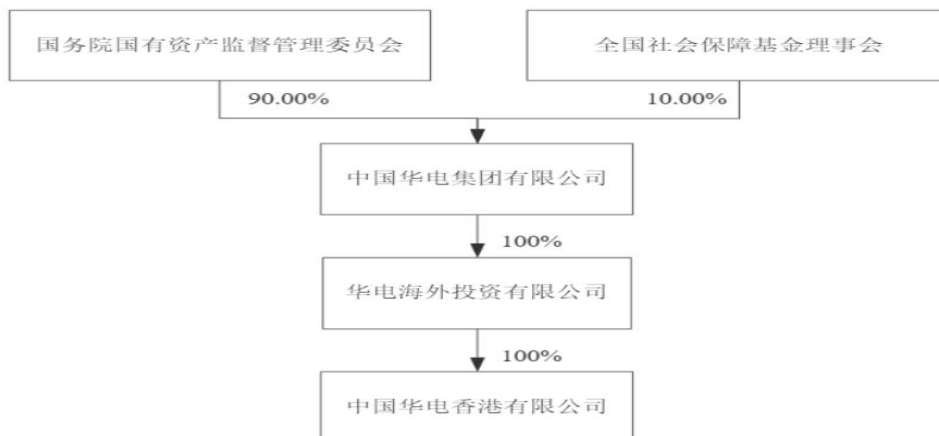 国务院国有资产监督管理委员会
全国社会保障基金理事会
90.00%
10.00%
中国华电集团有限公司
100%
华电海外投资有限公司
100%
中国华电香港有限公司